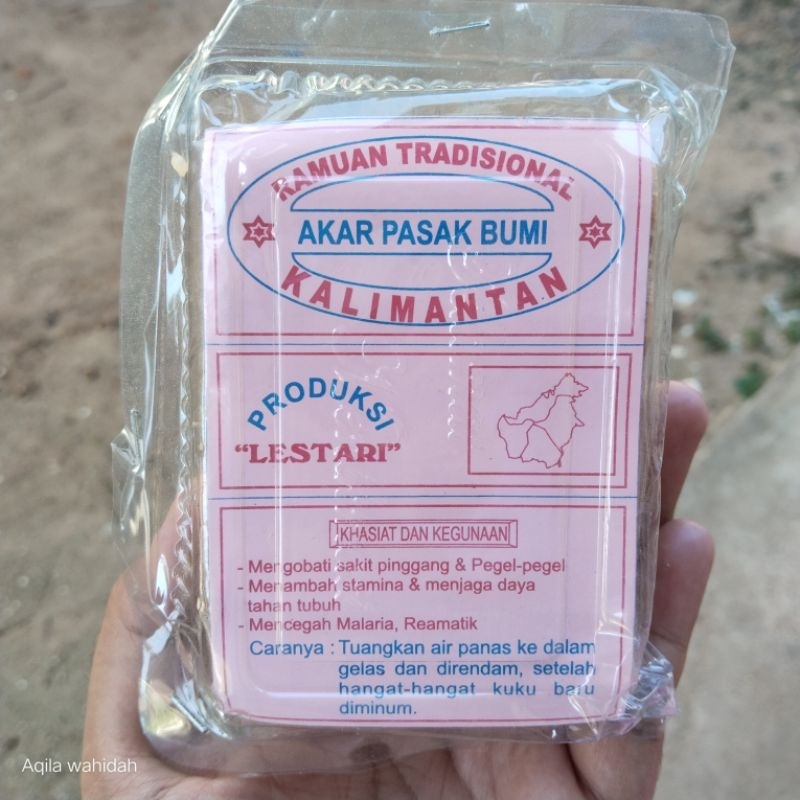 RAMUAN TRADISIONAL
AKAR PASAK BUMI
KALIMANTAN
PRODUKSI
"LESTARI"
KHASIAT DAN KEGUNAAN
- Mengobati sakit pinggang & Pegel-pegel
- Menambah stamina & menjaga daya
tahan tubuh
- Mencegah Malaria, Reamatik
Caranya : Tuangkan air panas ke dalam
gelas dan direndam, setelah
hangat-hangat kuku baru
diminum.
Aqila wahidah